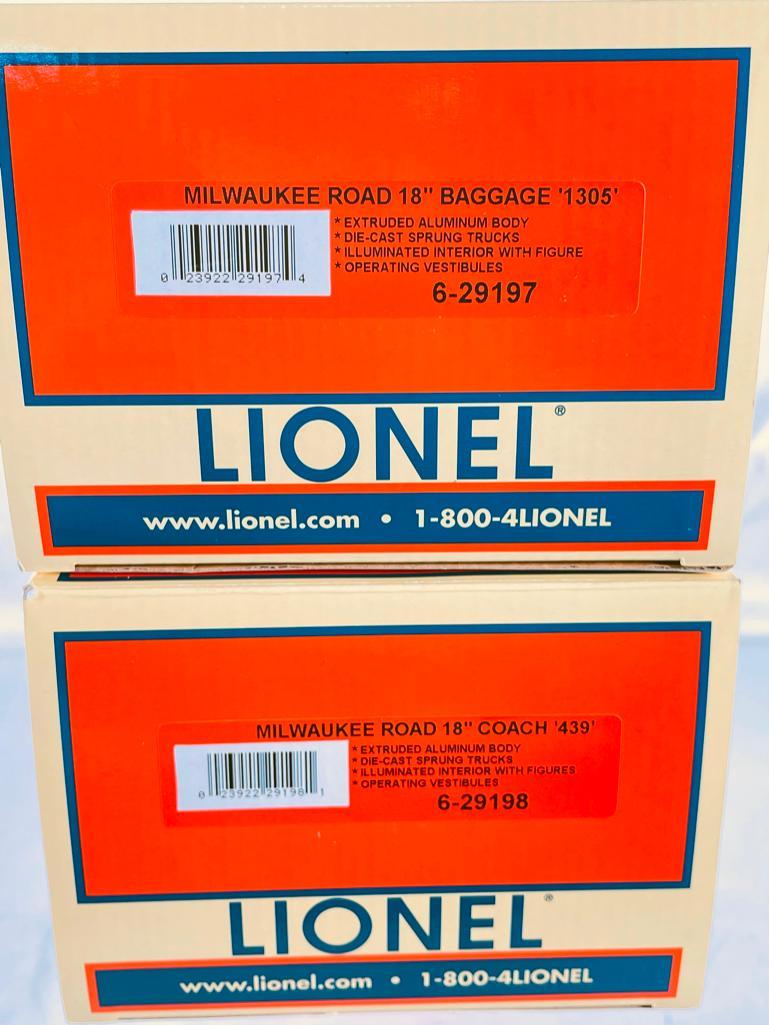 MILWAUKEE ROAD 18" BAGGAGE '1305'
* EXTRUDED ALUMINUM BODY
* DIE-CAST SPRUNG TRUCKS
* ILLUMINATED INTERIOR WITH FIGURE
* OPERATING VESTIBULES
0 23922 29197 4
6-29197
LIONEL®
www.lionel.com • 1-800-4LIONEL
MILWAUKEE ROAD 18" COACH '439'
* EXTRUDED ALUMINUM BODY
* DIE-CAST SPRUNG TRUCKS
* ILLUMINATED INTERIOR WITH FIGURES
* OPERATING VESTIBULES
0 23922 29198 1
6-29198
LIONEL®
www.lionel.com • 1-800-4LIONEL